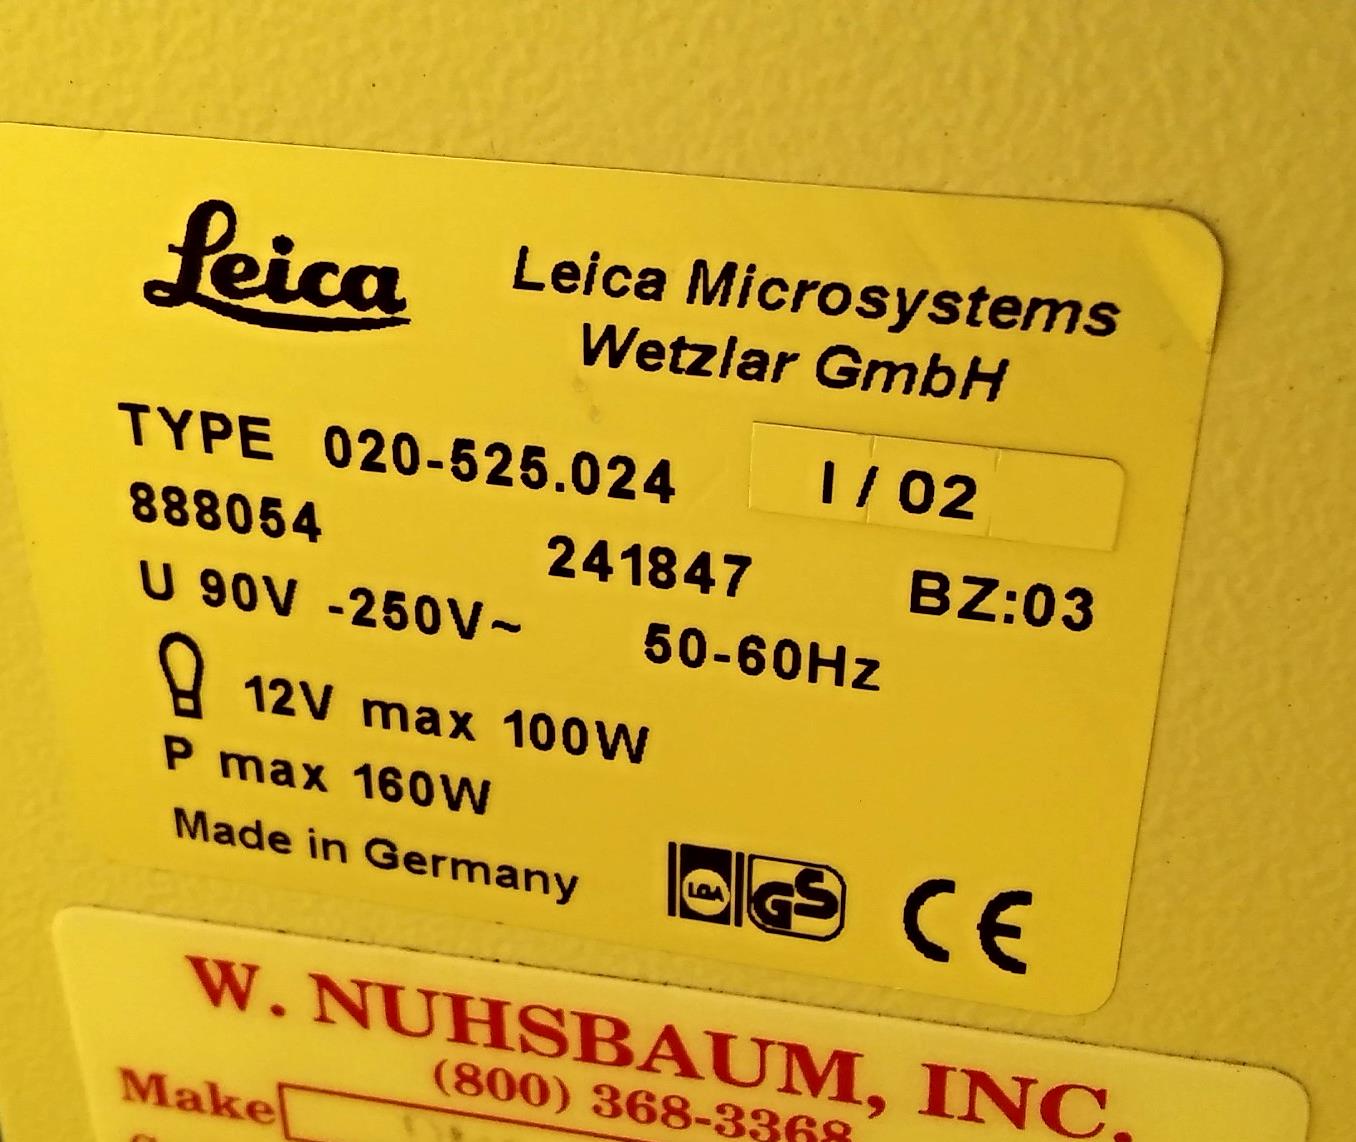 Leica
Leica Microsystems
Wetzlar GmbH
TYPE 020-525.024 I / 02
888054 241847 BZ:03
U 90V -250V~ 50-60Hz
12V max 100W
P max 160W
Made in Germany
LGA GS CE
W. NUHSBAUM, INC.
(800) 368-3368
Make